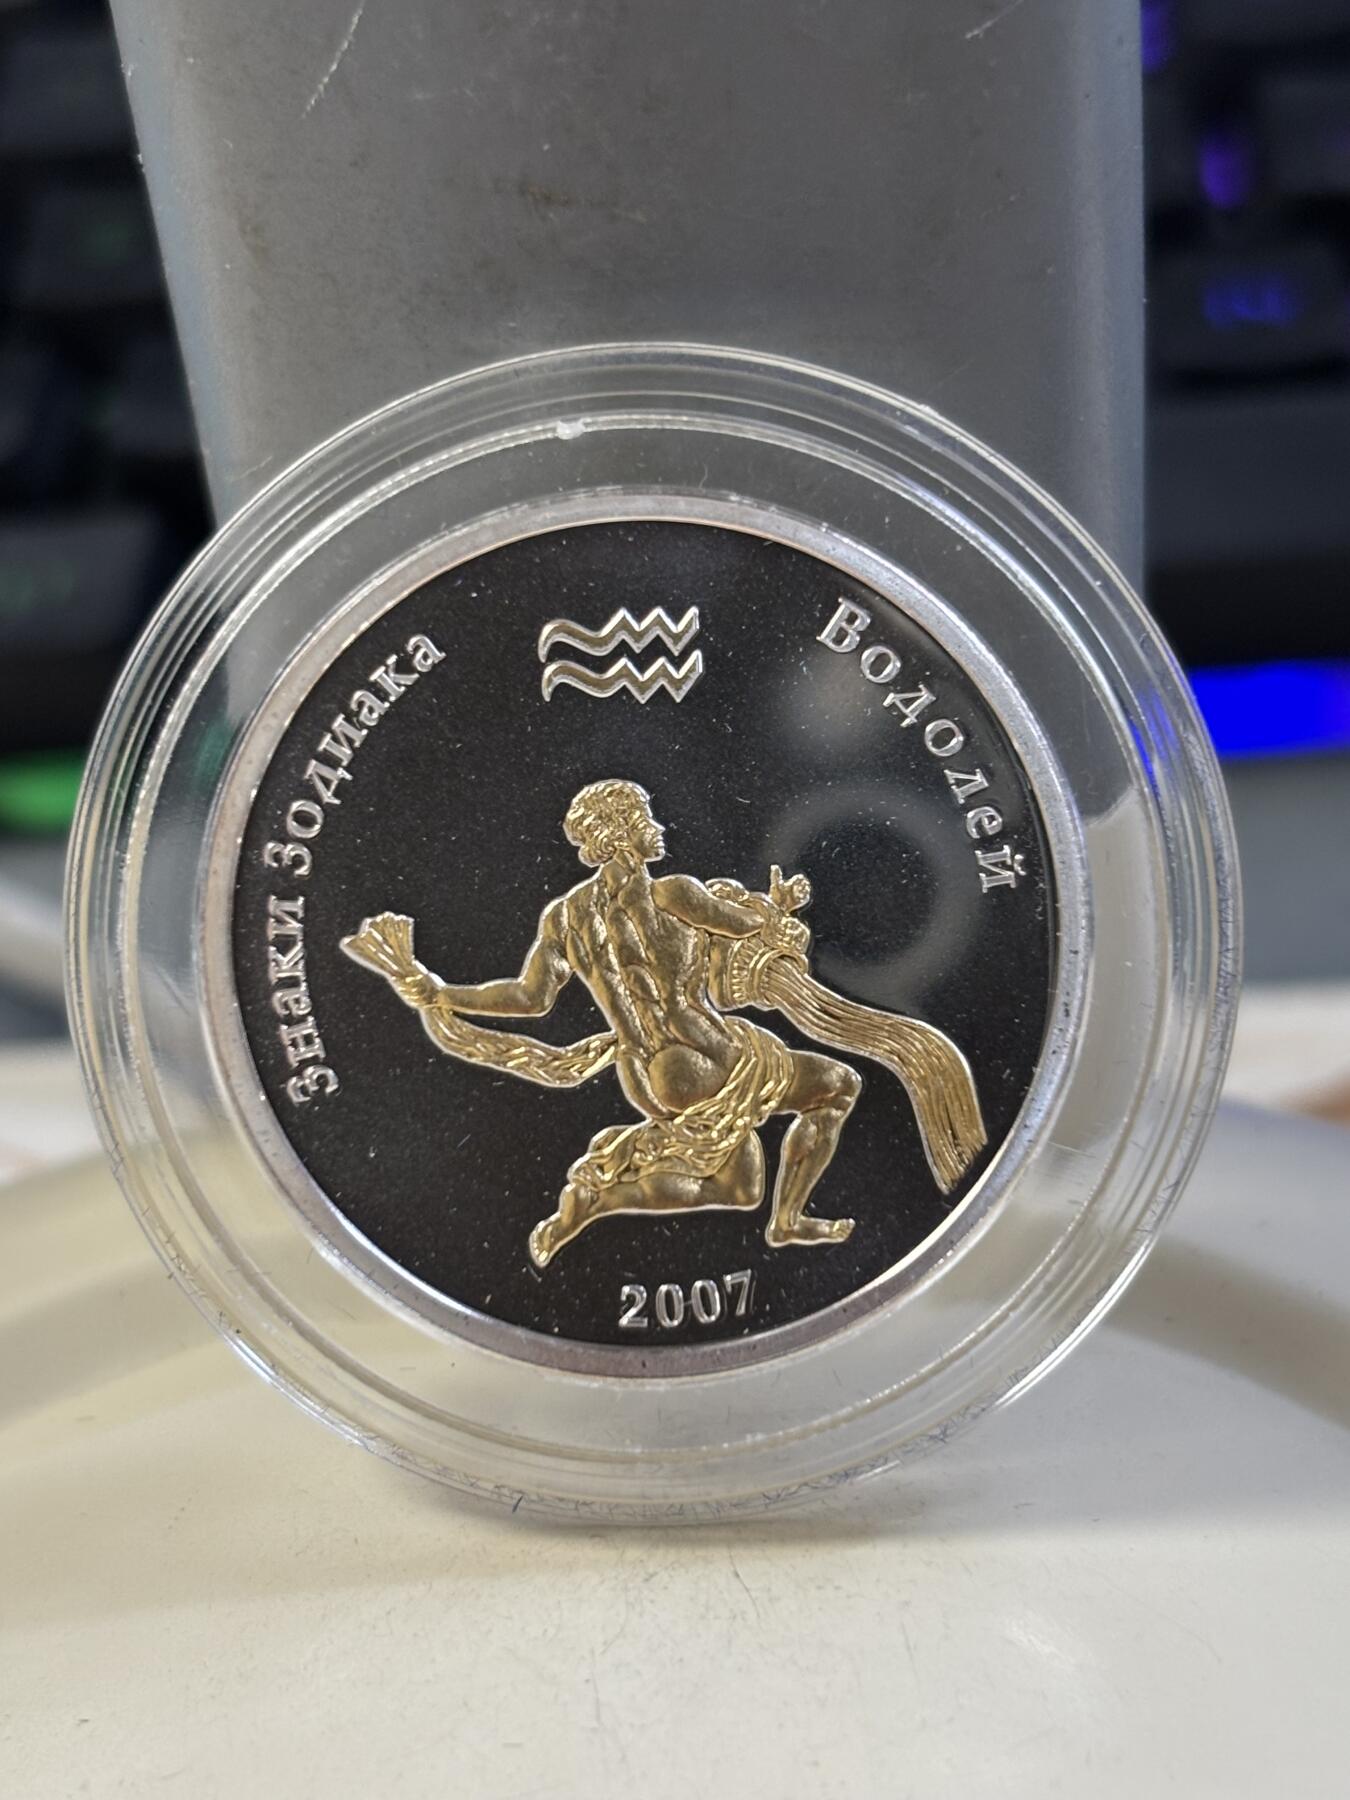 Знаки Зодиака
Водолей
2007